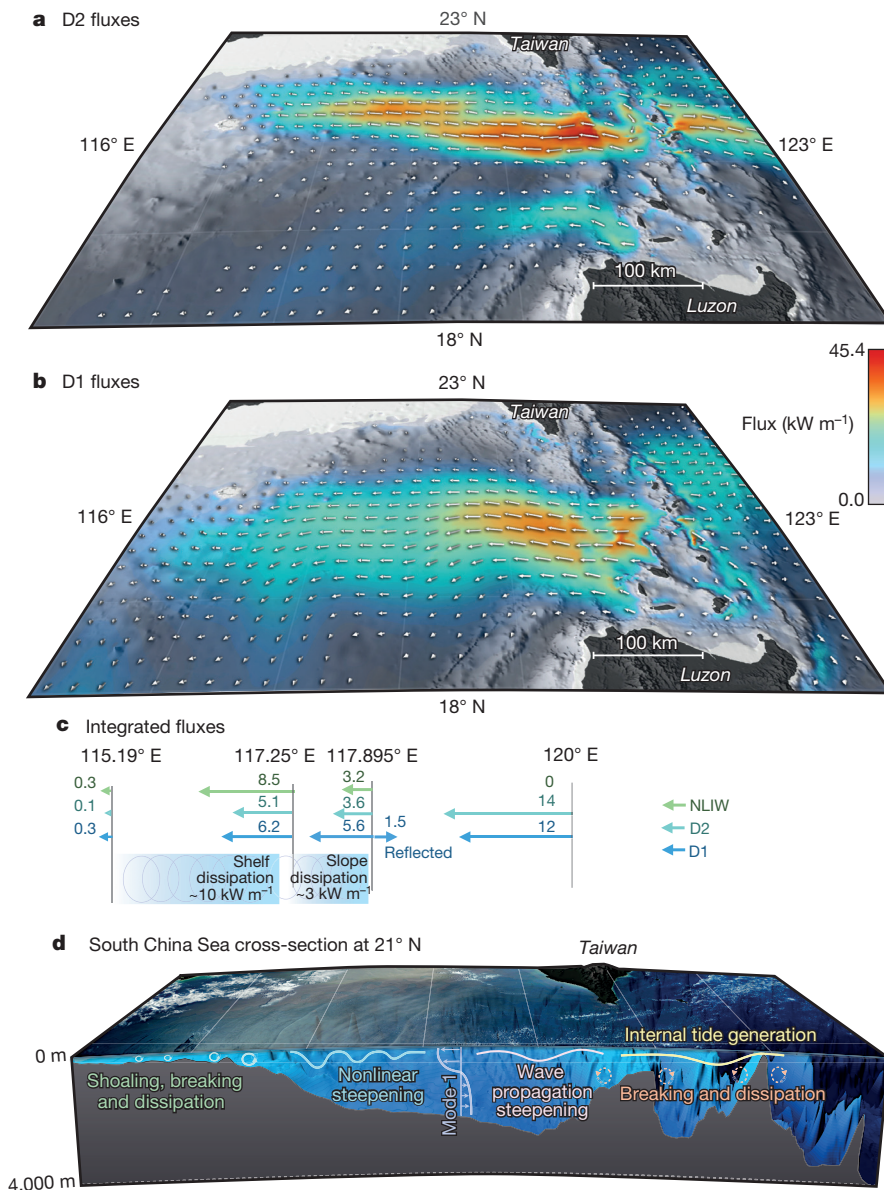 a D2 fluxes
23° N
Taiwan
116° E
123° E
100 km
Luzon
18° N
b D1 fluxes
23° N
Taiwan
45.4
Flux (kW m⁻¹)
0.0
116° E
123° E
100 km
Luzon
18° N
c Integrated fluxes
115.19° E 117.25° E 117.895° E 120° E
0.3 8.5 3.2 0 NLIW
0.1 5.1 3.6 14 D2
0.3 6.2 5.6 1.5 12 D1
Reflected
Shelf
dissipation
~10 kW m⁻¹
Slope
dissipation
~3 kW m⁻¹
d South China Sea cross-section at 21° N
Taiwan
Internal tide generation
0 m
Shoaling, breaking
and dissipation
Nonlinear
steepening
Mode 1
Wave
propagation
steepening
Breaking and dissipation
4,000 m